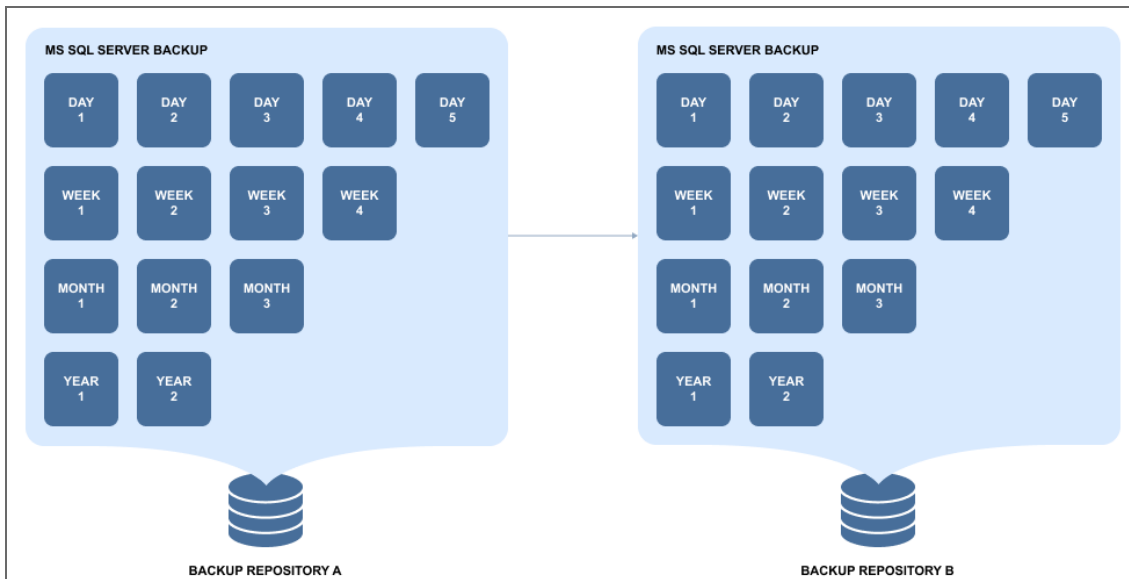 MS SQL SERVER BACKUP
DAY
1
DAY
2
DAY
3
DAY
4
DAY
5
WEEK
1
WEEK
2
WEEK
3
WEEK
4
MONTH
1
MONTH
2
MONTH
3
YEAR
1
YEAR
2
BACKUP REPOSITORY A
MS SQL SERVER BACKUP
DAY
1
DAY
2
DAY
3
DAY
4
DAY
5
WEEK
1
WEEK
2
WEEK
3
WEEK
4
MONTH
1
MONTH
2
MONTH
3
YEAR
1
YEAR
2
BACKUP REPOSITORY B